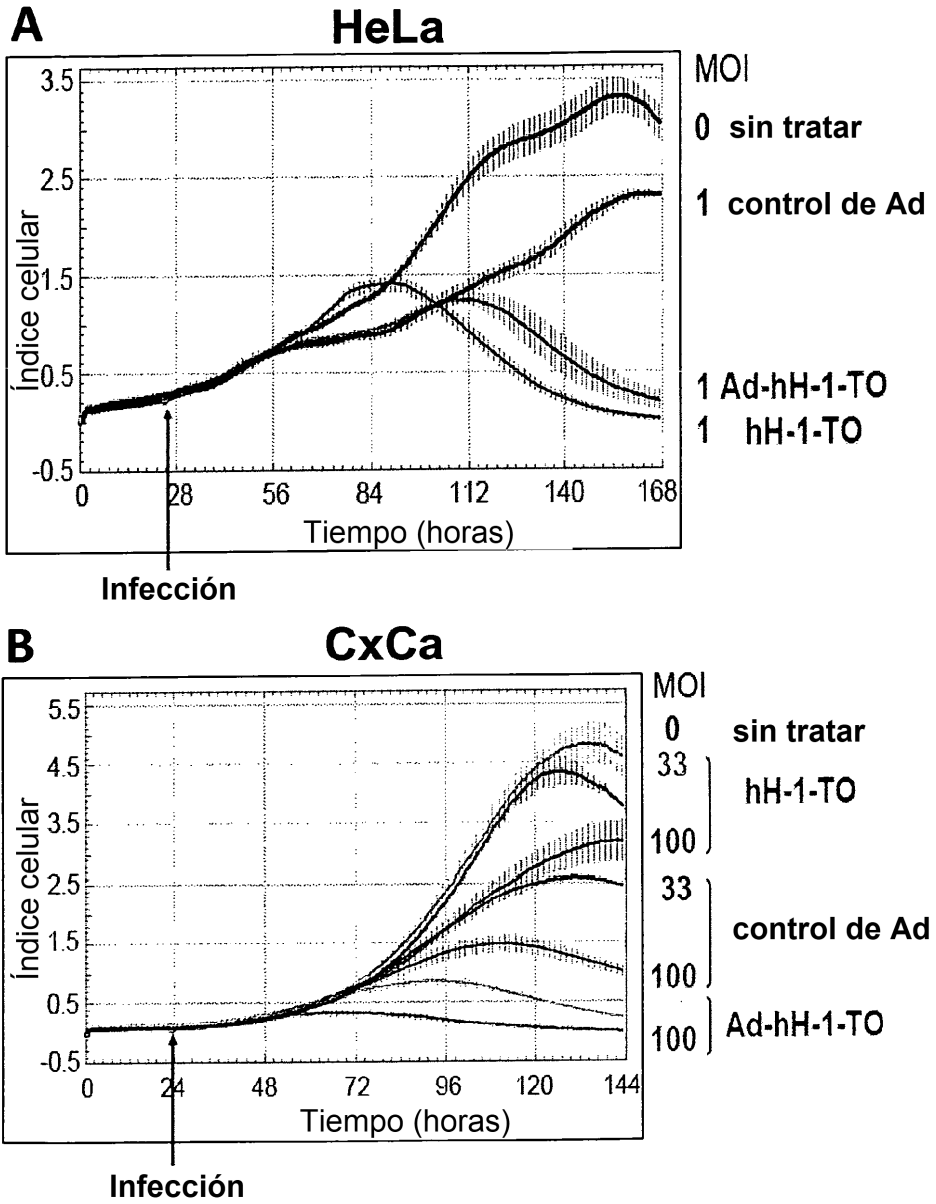 A
HeLa
MOI
3.5
0 sin tratar
2.5
1 control de Ad
Índice celular
1.5
0.5
1 Ad-hH-1-TO
1 hH-1-TO
-0.5
0 28 56 84 112 140 168
Tiempo (horas)
Infección
B
CxCa
MOI
5.5
0 sin tratar
4.5
33
hH-1-TO
3.5
100
Índice celular
2.5
33
control de Ad
1.5
100
0.5
100 Ad-hH-1-TO
-0.5
0 24 48 72 96 120 144
Tiempo (horas)
Infección